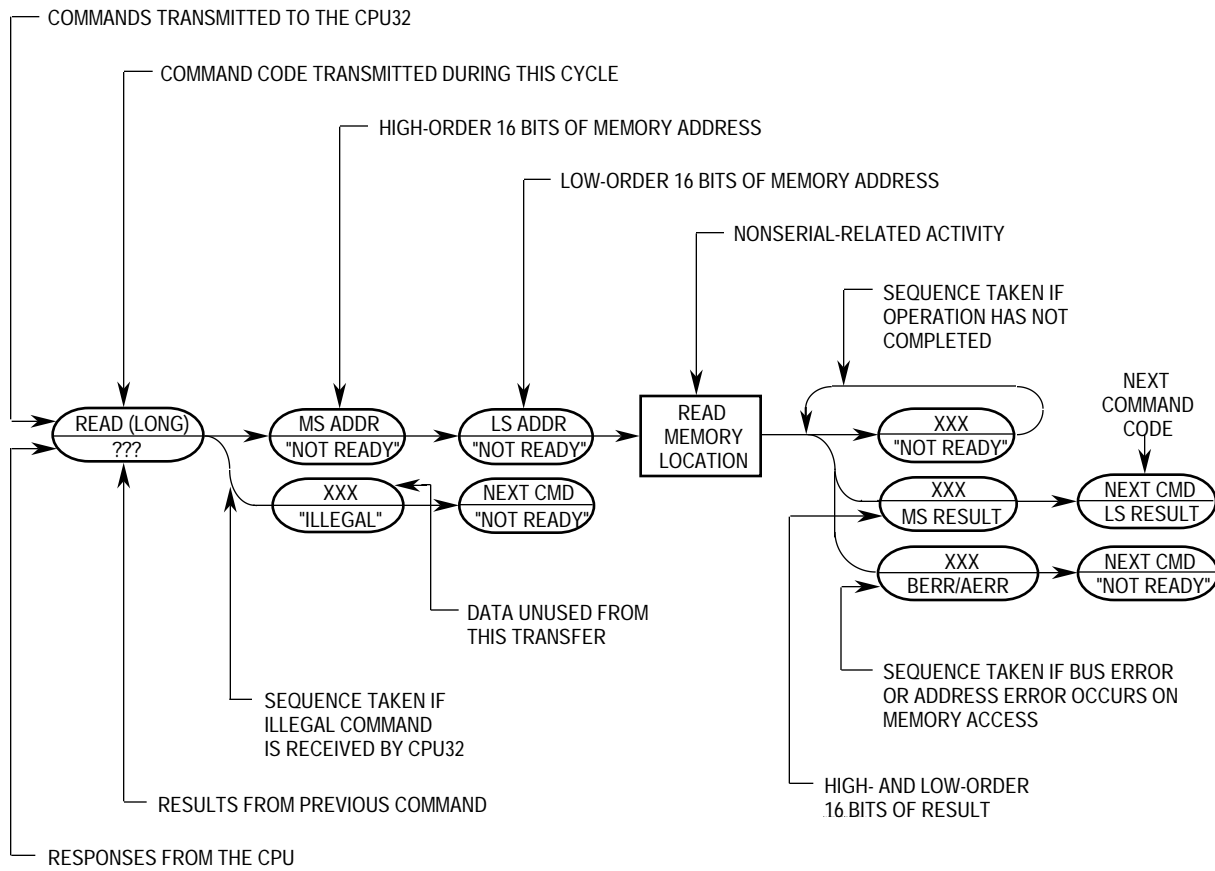 COMMANDS TRANSMITTED TO THE CPU32
COMMAND CODE TRANSMITTED DURING THIS CYCLE
HIGH-ORDER 16 BITS OF MEMORY ADDRESS
LOW-ORDER 16 BITS OF MEMORY ADDRESS
NONSERIAL-RELATED ACTIVITY
SEQUENCE TAKEN IF
OPERATION HAS NOT
COMPLETED
NEXT
COMMAND
CODE
READ (LONG)
???
MS ADDR
"NOT READY"
LS ADDR
"NOT READY"
READ
MEMORY
LOCATION
XXX
"NOT READY"
XXX
"ILLEGAL"
NEXT CMD
"NOT READY"
XXX
MS RESULT
NEXT CMD
LS RESULT
XXX
BERR/AERR
NEXT CMD
"NOT READY"
DATA UNUSED FROM
THIS TRANSFER
SEQUENCE TAKEN IF
ILLEGAL COMMAND
IS RECEIVED BY CPU32
SEQUENCE TAKEN IF BUS ERROR
OR ADDRESS ERROR OCCURS ON
MEMORY ACCESS
RESULTS FROM PREVIOUS COMMAND
HIGH- AND LOW-ORDER
16 BITS OF RESULT
RESPONSES FROM THE CPU